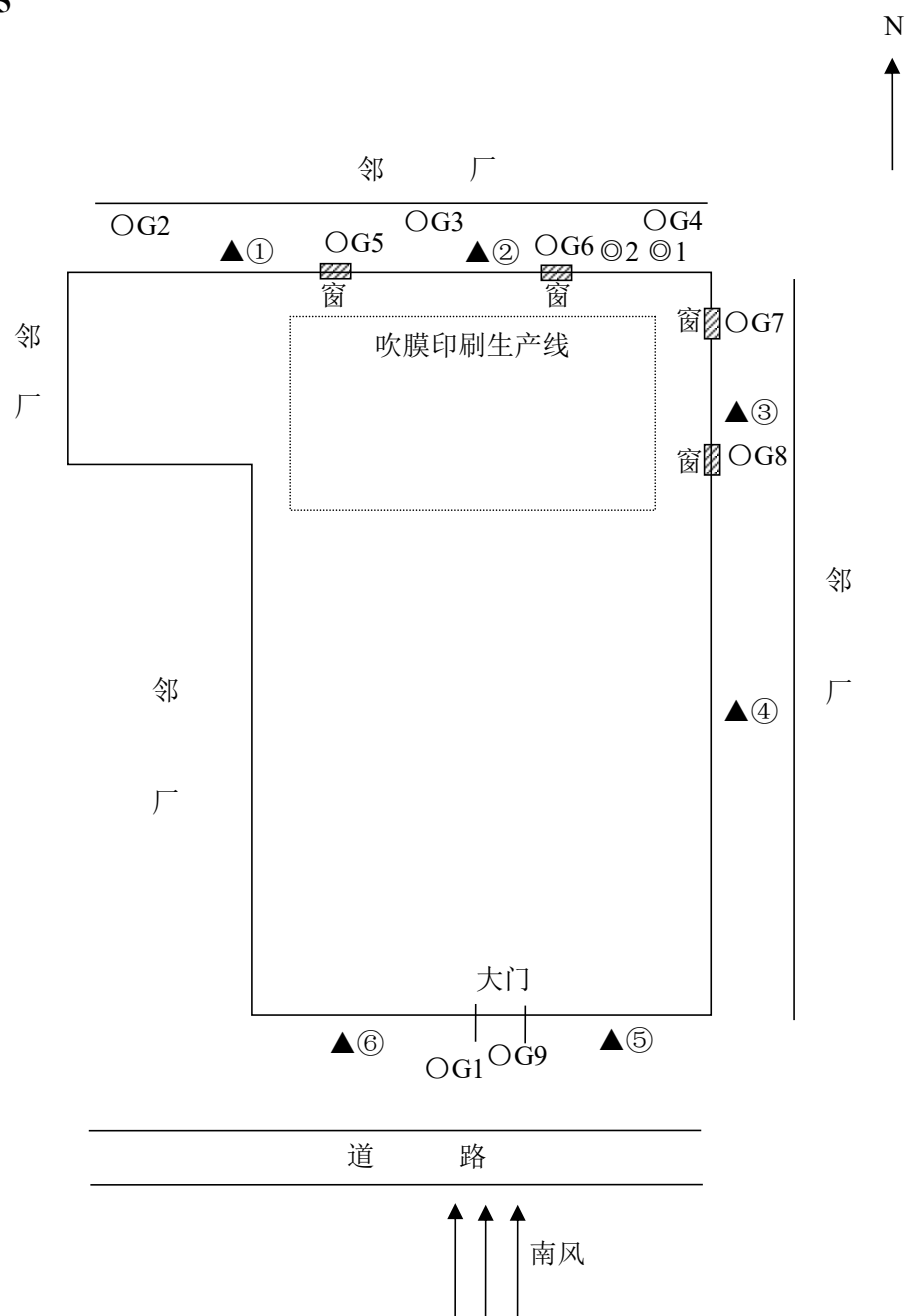 N
邻 厂
○G2
○G3
○G4
▲①
○G5
▲②
○G6
◎2
◎1
窗
窗
吹膜印刷生产线
窗
○G7
邻
厂
▲③
窗
○G8
邻
厂
邻
厂
▲④
大门
▲⑥
○G1
○G9
▲⑤
道 路
南风